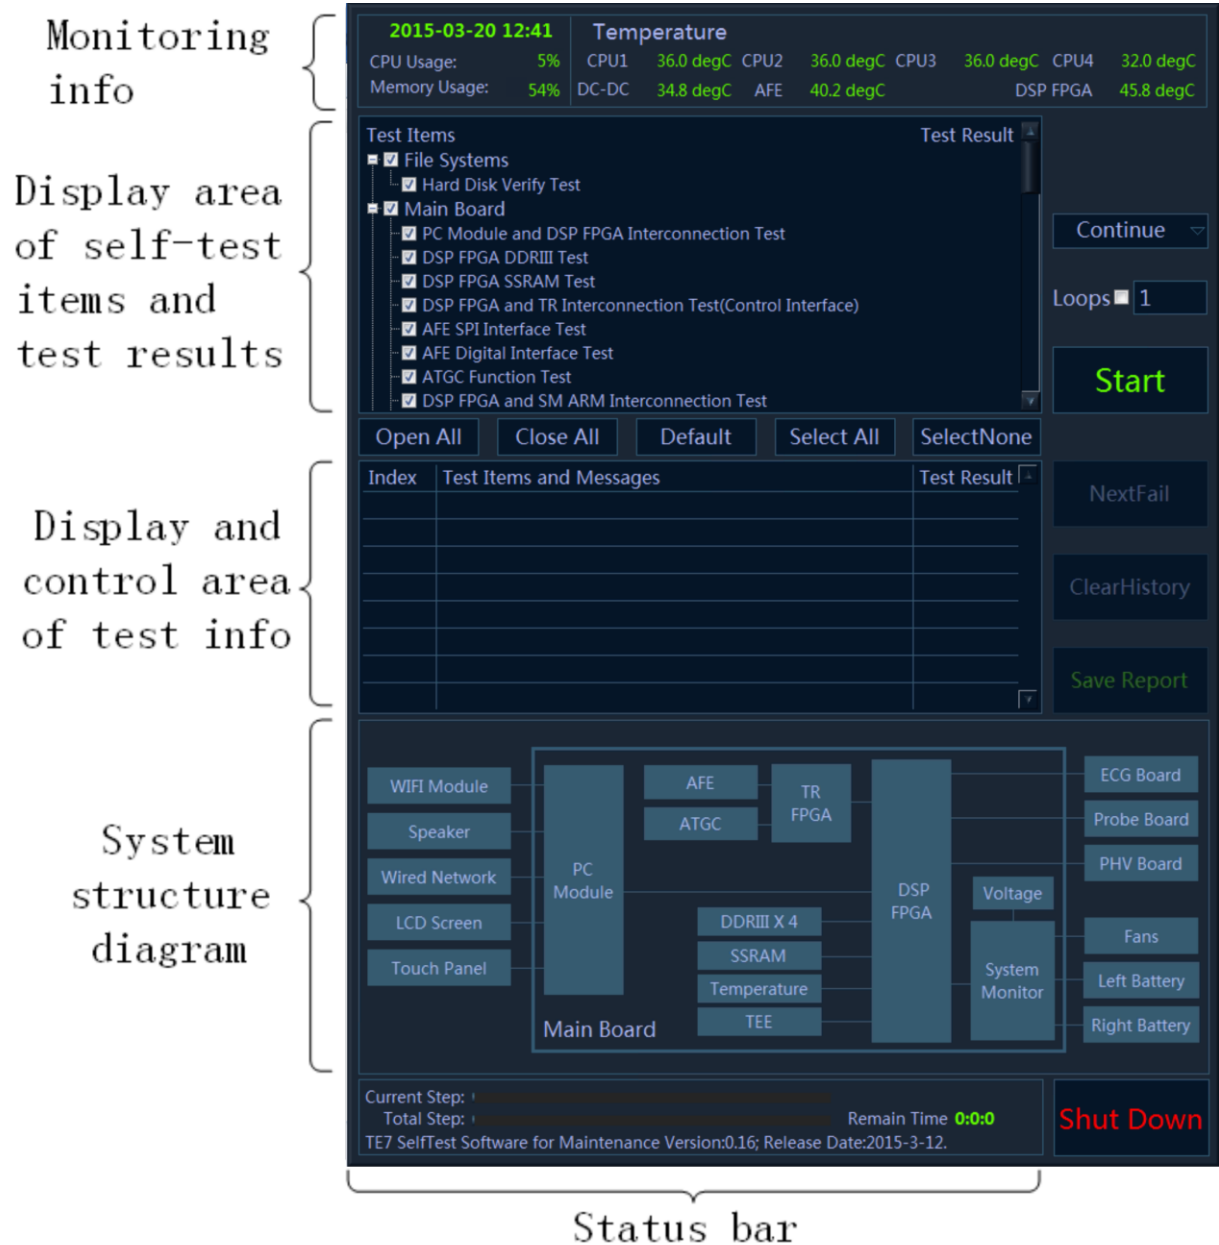 Monitoring
info
2015-03-20 12:41
Temperature
CPU Usage: 5%
CPU1 36.0 degC CPU2 36.0 degC CPU3 36.0 degC CPU4 32.0 degC
Memory Usage: 54%
DC-DC 34.8 degC AFE 40.2 degC DSP FPGA 45.8 degC
Display area
of self-test
items and
test results
Test Items Test Result
File Systems
Hard Disk Verify Test
Main Board
PC Module and DSP FPGA Interconnection Test
DSP FPGA DDRIII Test
DSP FPGA SSRAM Test
DSP FPGA and TR Interconnection Test(Control Interface)
AFE SPI Interface Test
AFE Digital Interface Test
ATGC Function Test
DSP FPGA and SM ARM Interconnection Test
Continue
Loops 1
Start
Open All Close All Default Select All SelectNone
Display and
control area
of test info
Index Test Items and Messages Test Result
NextFail
ClearHistory
Save Report
System
structure
diagram
WIFI Module
Speaker
Wired Network
LCD Screen
Touch Panel
PC
Module
AFE
ATGC
TR
FPGA
DDRIII X 4
SSRAM
Temperature
TEE
Main Board
DSP
FPGA
Voltage
System
Monitor
ECG Board
Probe Board
PHV Board
Fans
Left Battery
Right Battery
Current Step:
Total Step: Remain Time 0:0:0
TE7 SelfTest Software for Maintenance Version:0.16; Release Date:2015-3-12.
Shut Down
Status bar